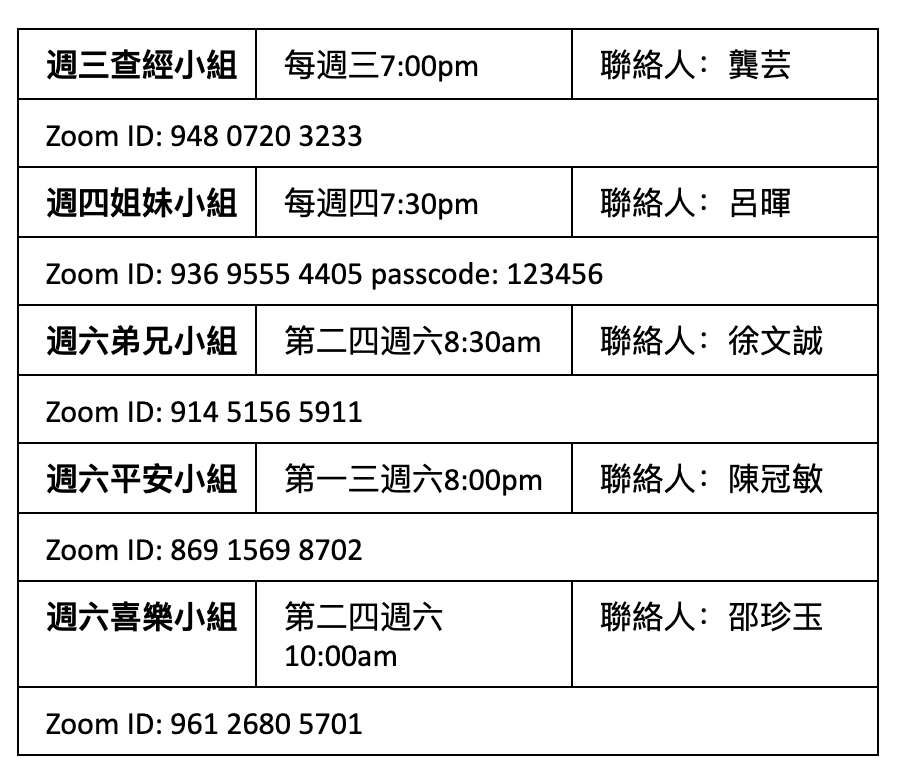 週三查經小組 每週三7:00pm 聯絡人：龔芸
Zoom ID: 948 0720 3233
週四姐妹小組 每週四7:30pm 聯絡人：呂暉
Zoom ID: 936 9555 4405 passcode: 123456
週六弟兄小組 第二四週六8:30am 聯絡人：徐文誠
Zoom ID: 914 5156 5911
週六平安小組 第一三週六8:00pm 聯絡人：陳冠敏
Zoom ID: 869 1569 8702
週六喜樂小組 第二四週六 聯絡人：邵珍玉
10:00am
Zoom ID: 961 2680 5701